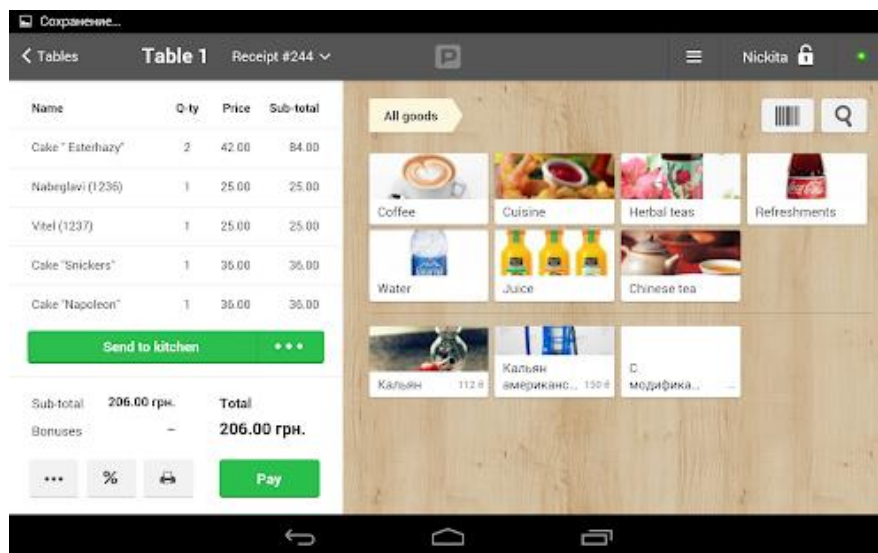 Сохранение...
Tables
Table 1
Receipt #244
Nickita
Name Q-ty Price Sub-total
Cake " Esterhazy" 2 42.00 84.00
Nabeglavi (1236) 1 25.00 25.00
Vitel (1237) 1 25.00 25.00
Cake "Snickers" 1 36.00 36.00
Cake "Napoleon" 1 36.00 36.00
Send to kitchen
Sub-total 206.00 грн.
Bonuses –
Total
206.00 грн.
%
Pay
All goods
Coffee
Cuisine
Herbal teas
Refreshments
Water
Juice
Chinese tea
Кальян 112 ₴
Кальян
американс... 150 ₴
С
модифика...